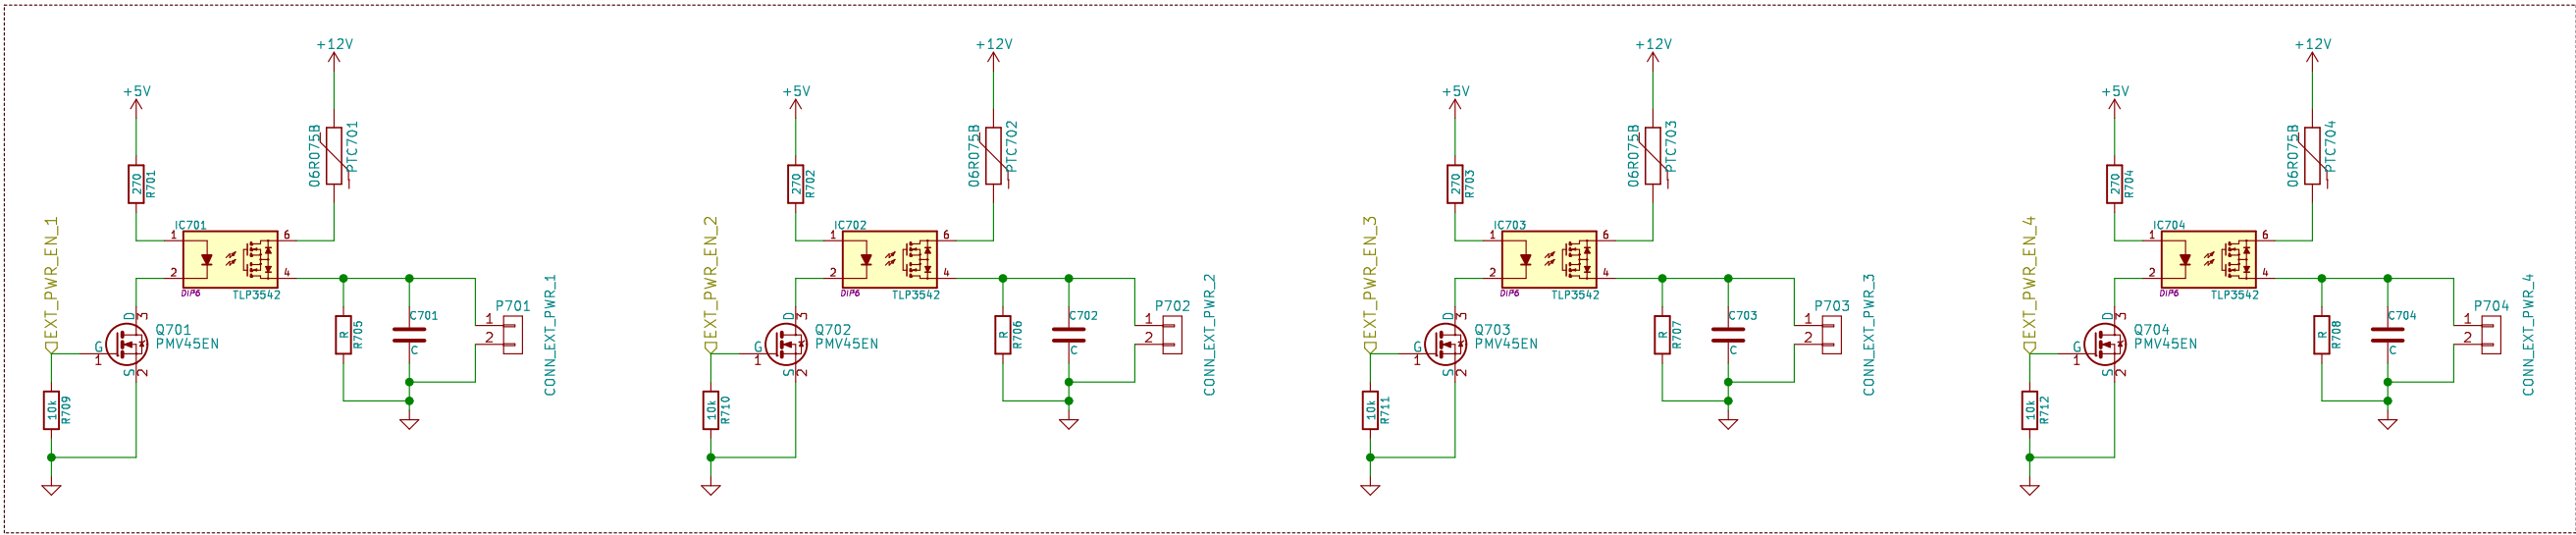 +12V
+5V
06R075B
PTC701
270
R701
EXT_PWR_EN_1
IC701
1
6
2
4
DIP6
TLP3542
D
3
Q701
PMV45EN
G
1
S
2
10k
R709
R
R705
C701
C
P701
1
2
CONN_EXT_PWR_1
+12V
+5V
06R075B
PTC702
270
R702
EXT_PWR_EN_2
IC702
1
6
2
4
DIP6
TLP3542
D
3
Q702
PMV45EN
G
1
S
2
10k
R710
R
R706
C702
C
P702
1
2
CONN_EXT_PWR_2
+12V
+5V
06R075B
PTC703
270
R703
EXT_PWR_EN_3
IC703
1
6
2
4
DIP6
TLP3542
D
3
Q703
PMV45EN
G
1
S
2
10k
R711
R
R707
C703
C
P703
1
2
CONN_EXT_PWR_3
+12V
+5V
06R075B
PTC704
270
R704
EXT_PWR_EN_4
IC704
1
6
2
4
DIP6
TLP3542
D
3
Q704
PMV45EN
G
1
S
2
10k
R712
R
R708
C704
C
P704
1
2
CONN_EXT_PWR_4